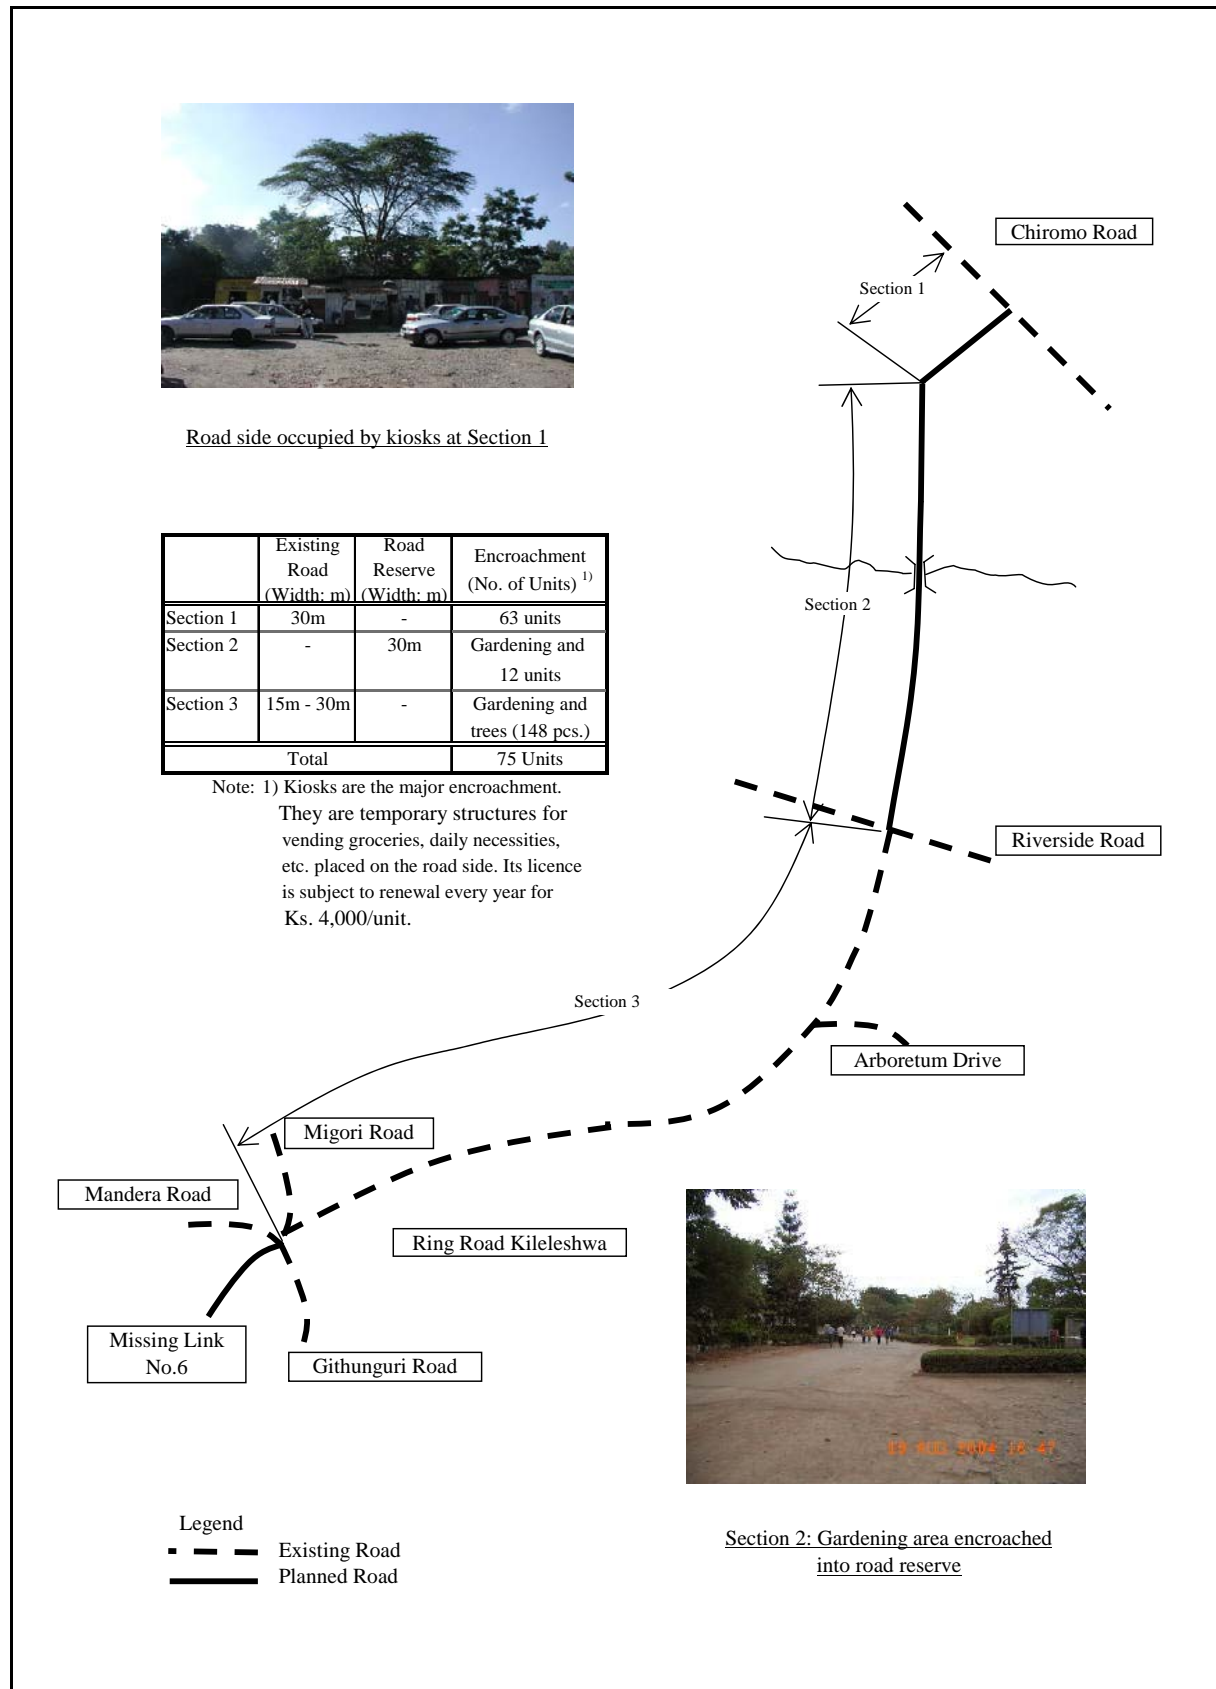 Chiromo Road
Section 1
Road side occupied by kiosks at Section 1
Existing Road (Width: m) Road Reserve (Width: m) Encroachment (No. of Units) 1)
Section 1 30m - 63 units
Section 2 - 30m Gardening and 12 units
Section 3 15m - 30m - Gardening and trees (148 pcs.)
Total 75 Units
Note: 1) Kiosks are the major encroachment.
They are temporary structures for
vending groceries, daily necessities,
etc. placed on the road side. Its licence
is subject to renewal every year for
Ks. 4,000/unit.
Section 2
Riverside Road
Section 3
Arboretum Drive
Migori Road
Mandera Road
Ring Road Kileleshwa
Missing Link
No.6
Githunguri Road
2004 16 47
Legend
Existing Road
Planned Road
Section 2: Gardening area encroached
into road reserve